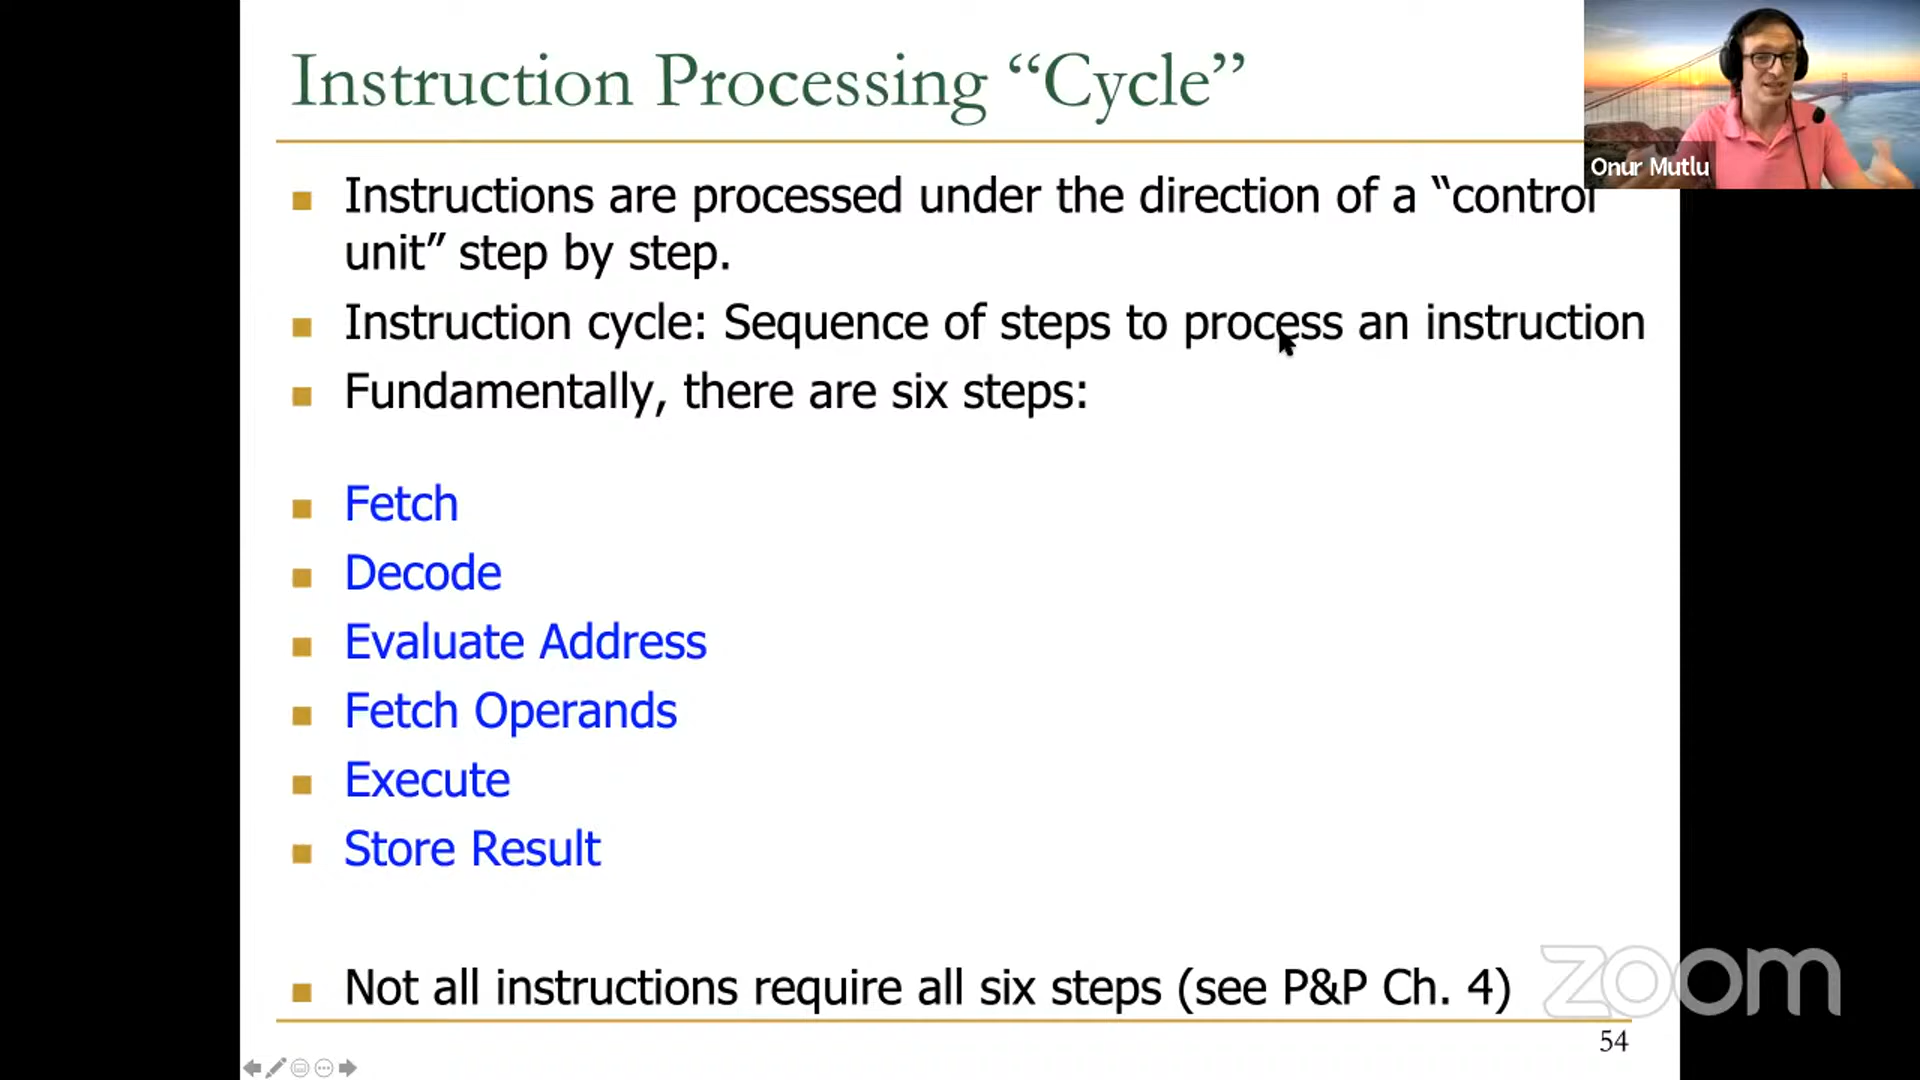 Instruction Processing “Cycle”
Onur Mutlu
Instructions are processed under the direction of a “control
unit” step by step.
Instruction cycle: Sequence of steps to process an instruction
Fundamentally, there are six steps:
Fetch
Decode
Evaluate Address
Fetch Operands
Execute
Store Result
Not all instructions require all six steps (see P&P Ch. 4)
zoom
54